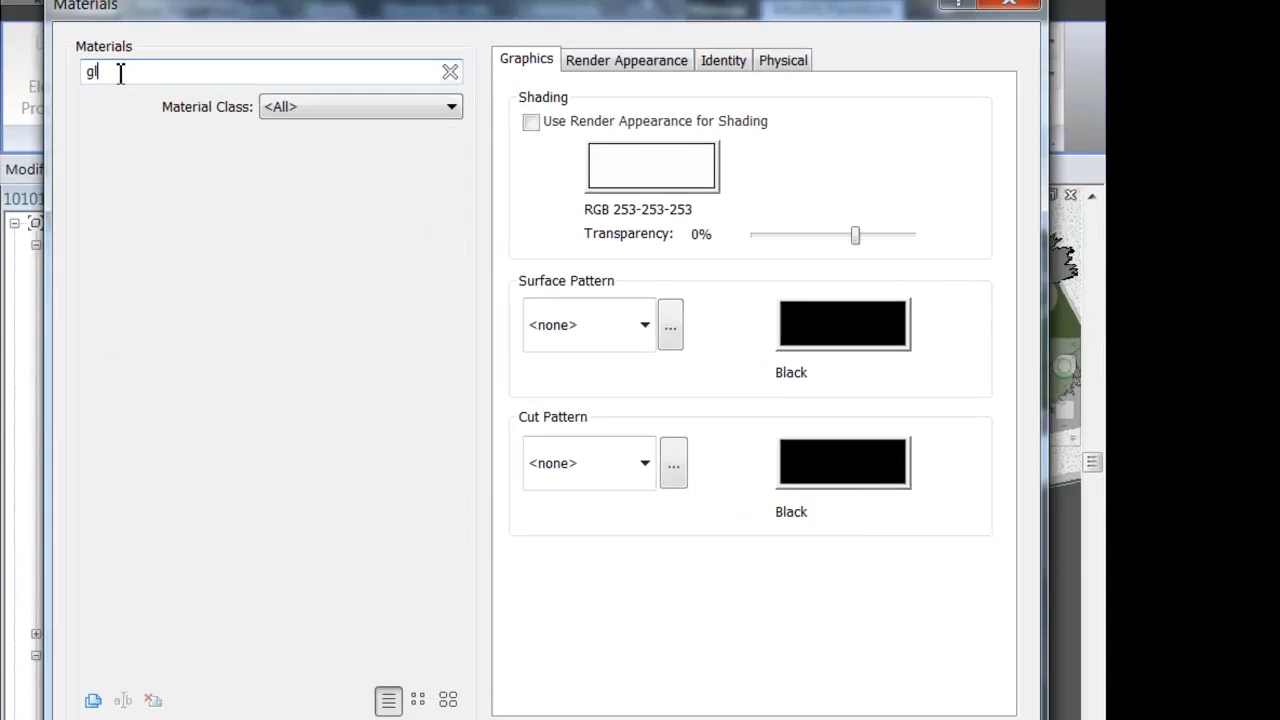 Materials
?
Materials
gl
Material Class: <All>
Graphics
Render Appearance
Identity
Physical
Shading
Use Render Appearance for Shading
RGB 253-253-253
Transparency: 0%
Surface Pattern
<none>
...
Black
Cut Pattern
<none>
...
Black
Modif
10101